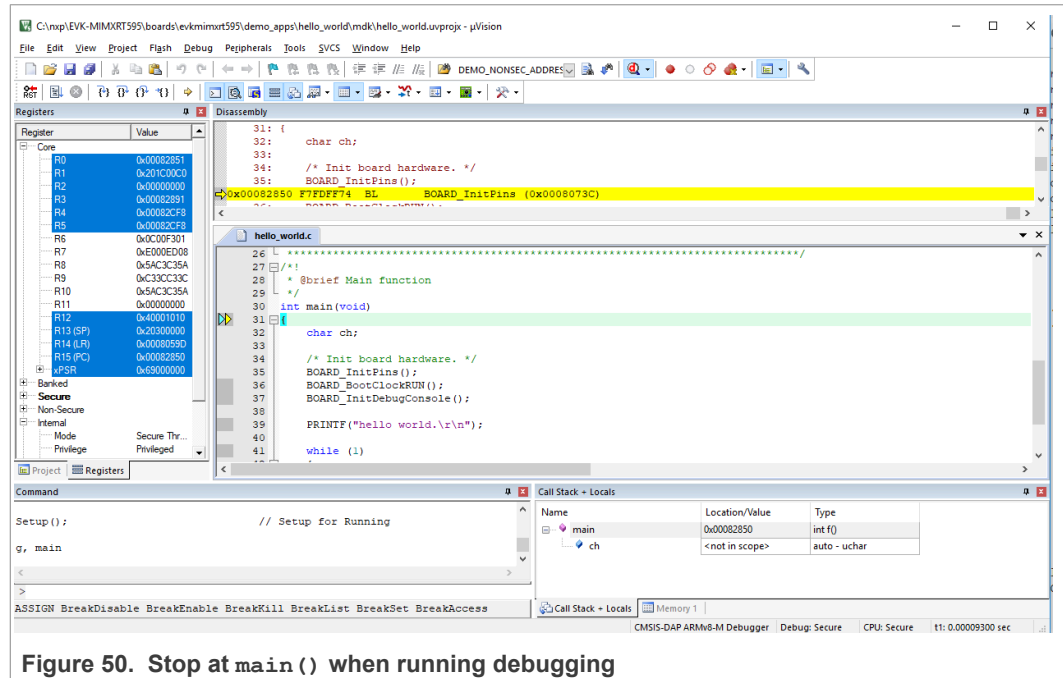 C:\nxp\EVK-MIMXRT595\boards\evkmimxrt595\demo_apps\hello_world\mdk\hello_world.uvprojx - µVision
File Edit View Project Flash Debug Peripherals Tools SVCS Window Help
DEMO_NONSEC_ADDRES
RST
Registers
Register Value
Core
R0 0x00082851
R1 0x201C00C0
R2 0x00000000
R3 0x00082891
R4 0x00082CF8
R5 0x00082CF8
R6 0x0C00F301
R7 0xE000ED08
R8 0x5AC3C35A
R9 0xC33CC33C
R10 0x5AC3C35A
R11 0x00000000
R12 0x40001010
R13 (SP) 0x20300000
R14 (LR) 0x0008059D
R15 (PC) 0x00082850
xPSR 0x69000000
Banked
Secure
Non-Secure
Internal
Mode Secure Thr...
Privilege Privileged
Project Registers
Disassembly
31: {
32: char ch;
33:
34: /* Init board hardware. */
35: BOARD_InitPins();
0x00082850 F7FDFF74 BL BOARD_InitPins (0x0008073C)
36: BOARD_BootClockRUN();
hello_world.c
26 ******************************************************************************/
27 /*!
28 * @brief Main function
29 */
30 int main(void)
31 {
32 char ch;
33
34 /* Init board hardware. */
35 BOARD_InitPins();
36 BOARD_BootClockRUN();
37 BOARD_InitDebugConsole();
38
39 PRINTF("hello world.\r\n");
40
41 while (1)
Command
Setup(); // Setup for Running
g, main
>
ASSIGN BreakDisable BreakEnable BreakKill BreakList BreakSet BreakAccess
Call Stack + Locals
Name Location/Value Type
main 0x00082850 int f()
ch <not in scope> auto - uchar
Call Stack + Locals Memory 1
CMSIS-DAP ARMv8-M Debugger Debug: Secure CPU: Secure t1: 0.00009300 sec
Figure 50. Stop at main() when running debugging